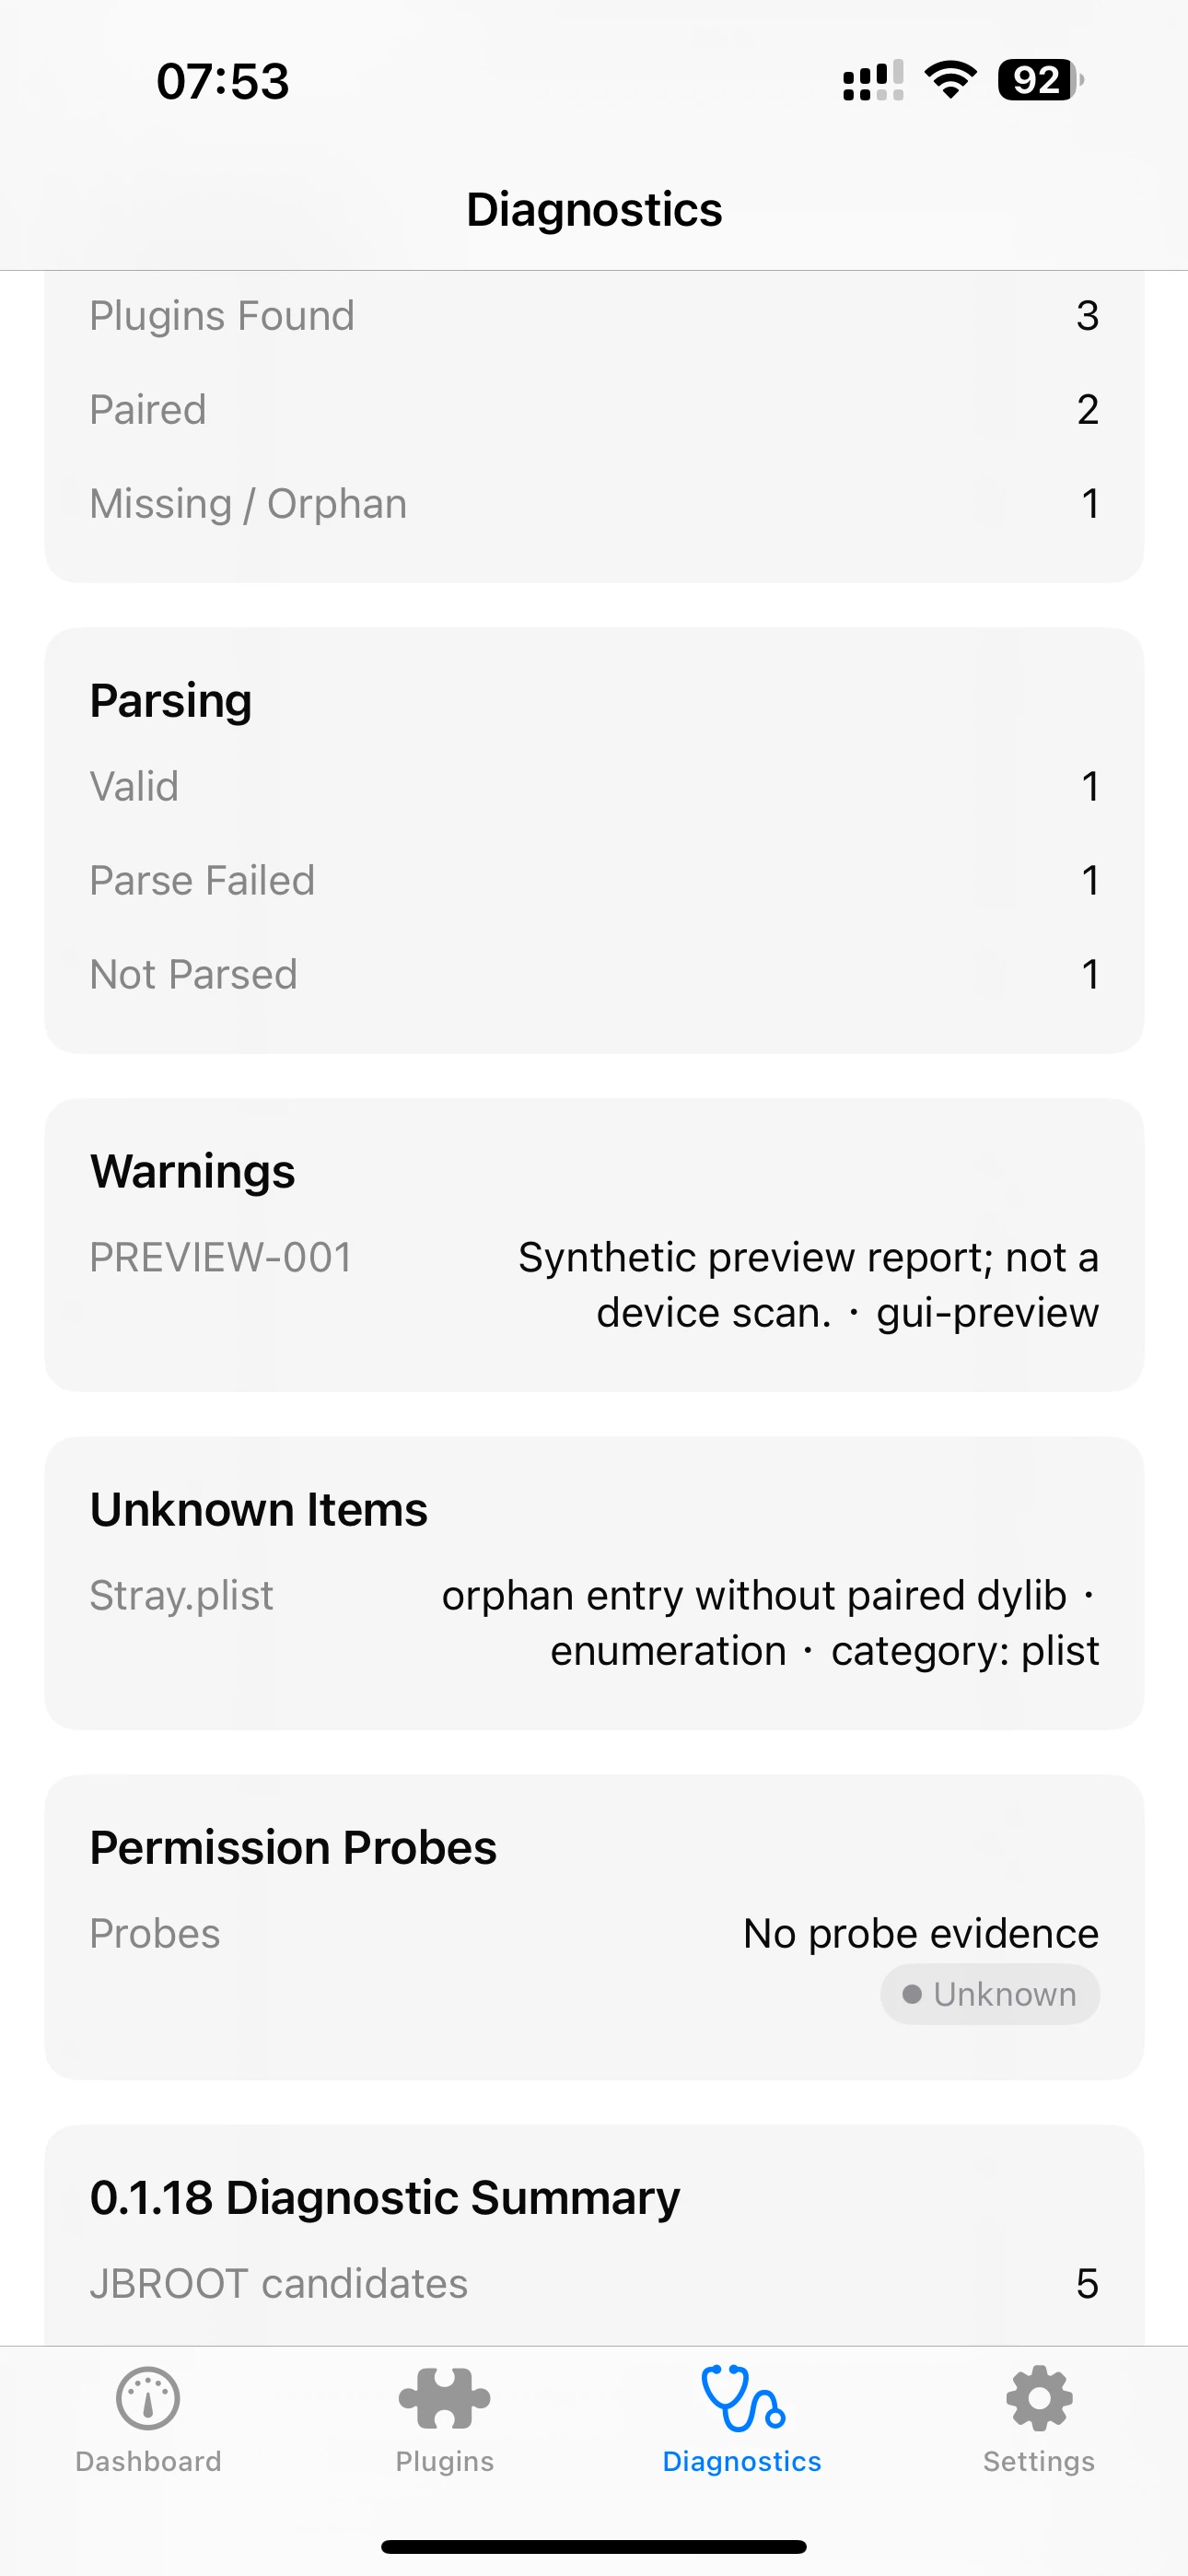 07:53
92
Diagnostics
Plugins Found 3
Paired 2
Missing / Orphan 1
Parsing
Valid 1
Parse Failed 1
Not Parsed 1
Warnings
PREVIEW-001 Synthetic preview report; not a
device scan. · gui-preview
Unknown Items
Stray.plist orphan entry without paired dylib ·
enumeration · category: plist
Permission Probes
Probes No probe evidence
Unknown
0.1.18 Diagnostic Summary
JBROOT candidates 5
Dashboard Plugins Diagnostics Settings